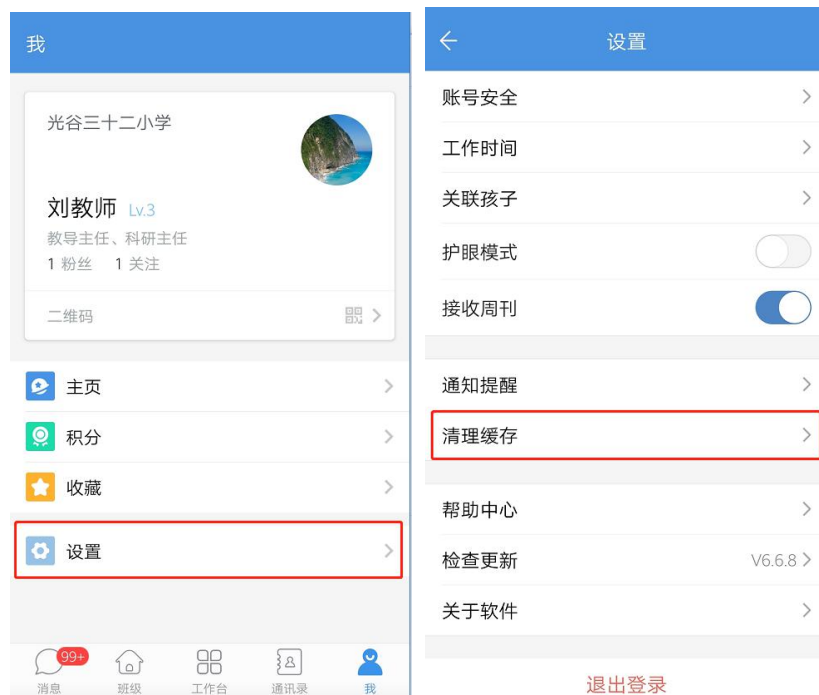 我
光谷三十二小学
刘教师 Lv.3
教导主任、科研主任
1 粉丝 1 关注
二维码
主页
积分
收藏
设置
99+
消息
班级
工作台
通讯录
我
设置
账号安全
工作时间
关联孩子
护眼模式
接收周刊
通知提醒
清理缓存
帮助中心
检查更新 V6.6.8
关于软件
退出登录